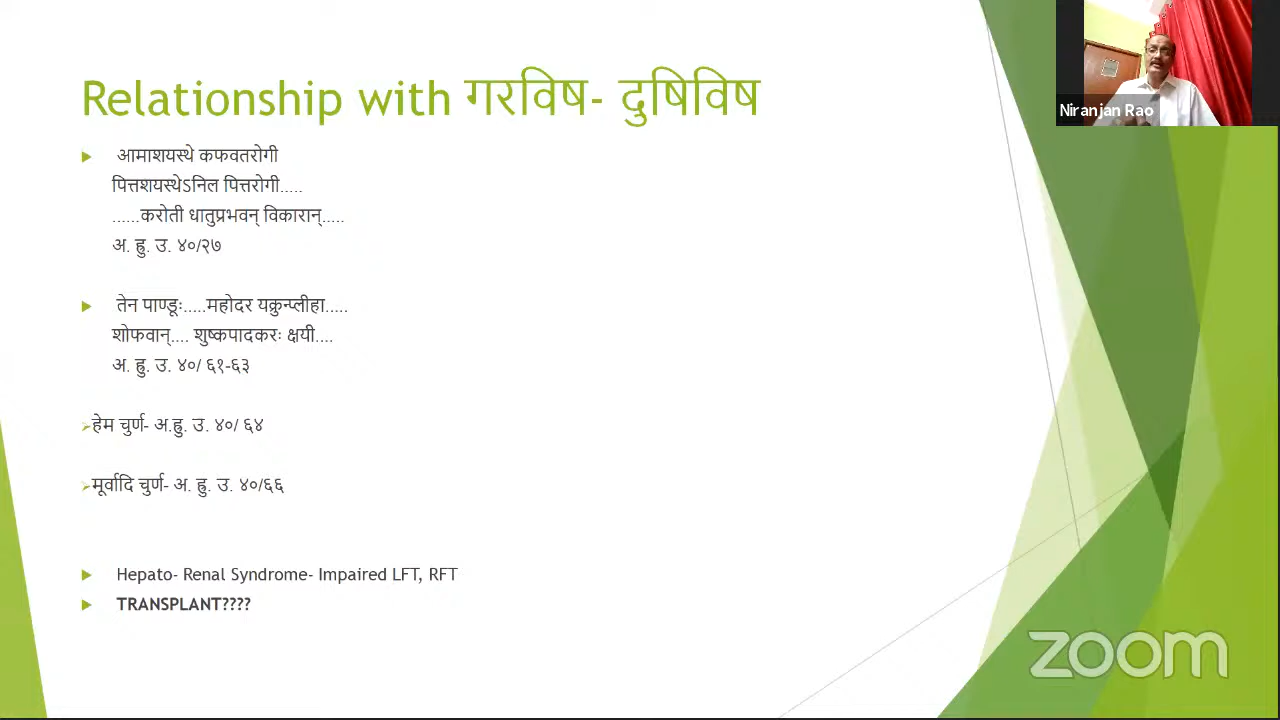 Relationship with गरविष- दुषिविष
आमाशयस्थे कफवतरोगी
पित्तशयस्थेऽनिल पित्तरोगी.....
......करोती धातुप्रभवन् विकारान्.....
अ. ह्रु. उ. ४०/२७
तेन पाण्डूः.....महोदर यक्रुन्प्लीहा.....
शोफवान्.... शुष्कपादकरः क्षयी....
अ. ह्रु. उ. ४०/ ६१-६३
हेम चुर्ण- अ.ह्रु. उ. ४०/ ६४
मूर्वादि चुर्ण- अ. ह्रु. उ. ४०/६६
Hepato- Renal Syndrome- Impaired LFT, RFT
TRANSPLANT????
Niranjan Rao
zoom